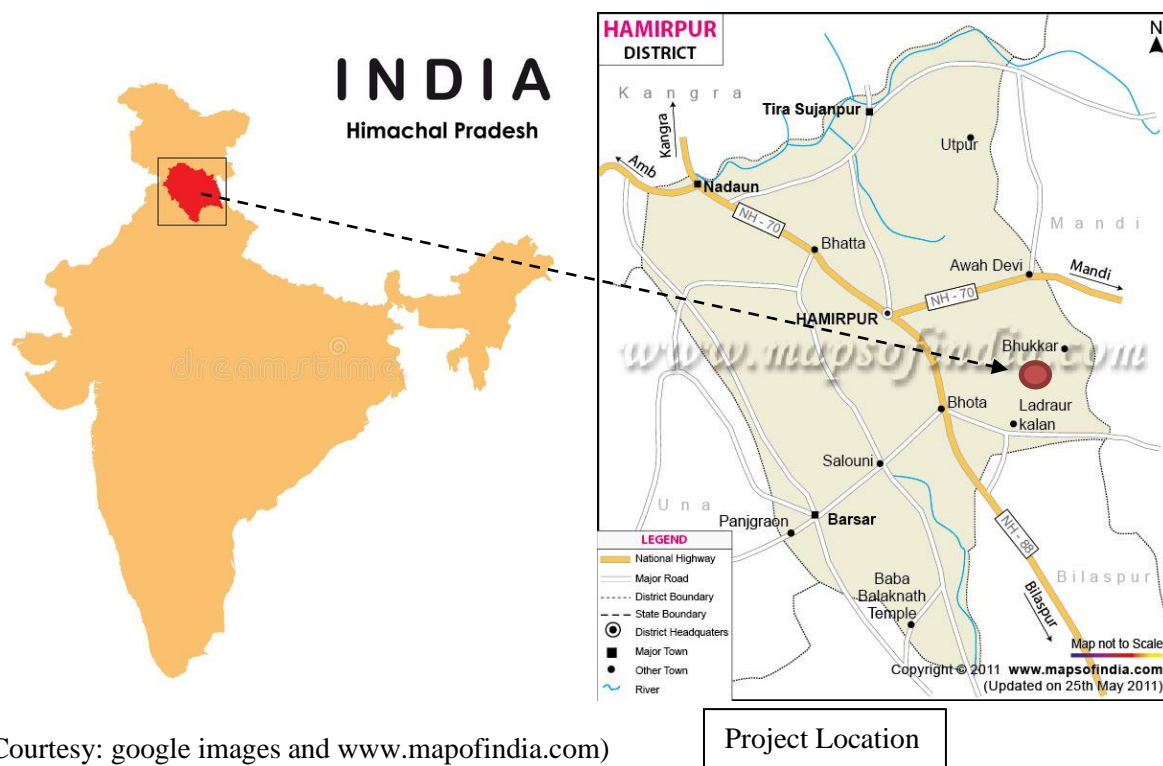 INDIA
Himachal Pradesh
dreamstime
HAMIRPUR
DISTRICT
N
Kangra
Kangra
Tira Sujanpur
Utpur
Amb
Nadaun
Mandi
NH - 70
Bhatta
Awah Devi
Mandi
NH - 70
HAMIRPUR
www.mapsofindia.com
Bhukkar
Bhota
Ladraur
kalan
Salouni
Una
Panjgraon
Barsar
NH - 88
LEGEND
National Highway
Major Road
District Boundary
State Boundary
District Headquaters
Major Town
Other Town
River
Baba
Balaknath
Temple
Bilaspur
Bilaspur
Map not to Scale
Copyright © 2011 www.mapsofindia.com
(Updated on 25th May 2011)
Courtesy: google images and www.mapofindia.com)
Project Location